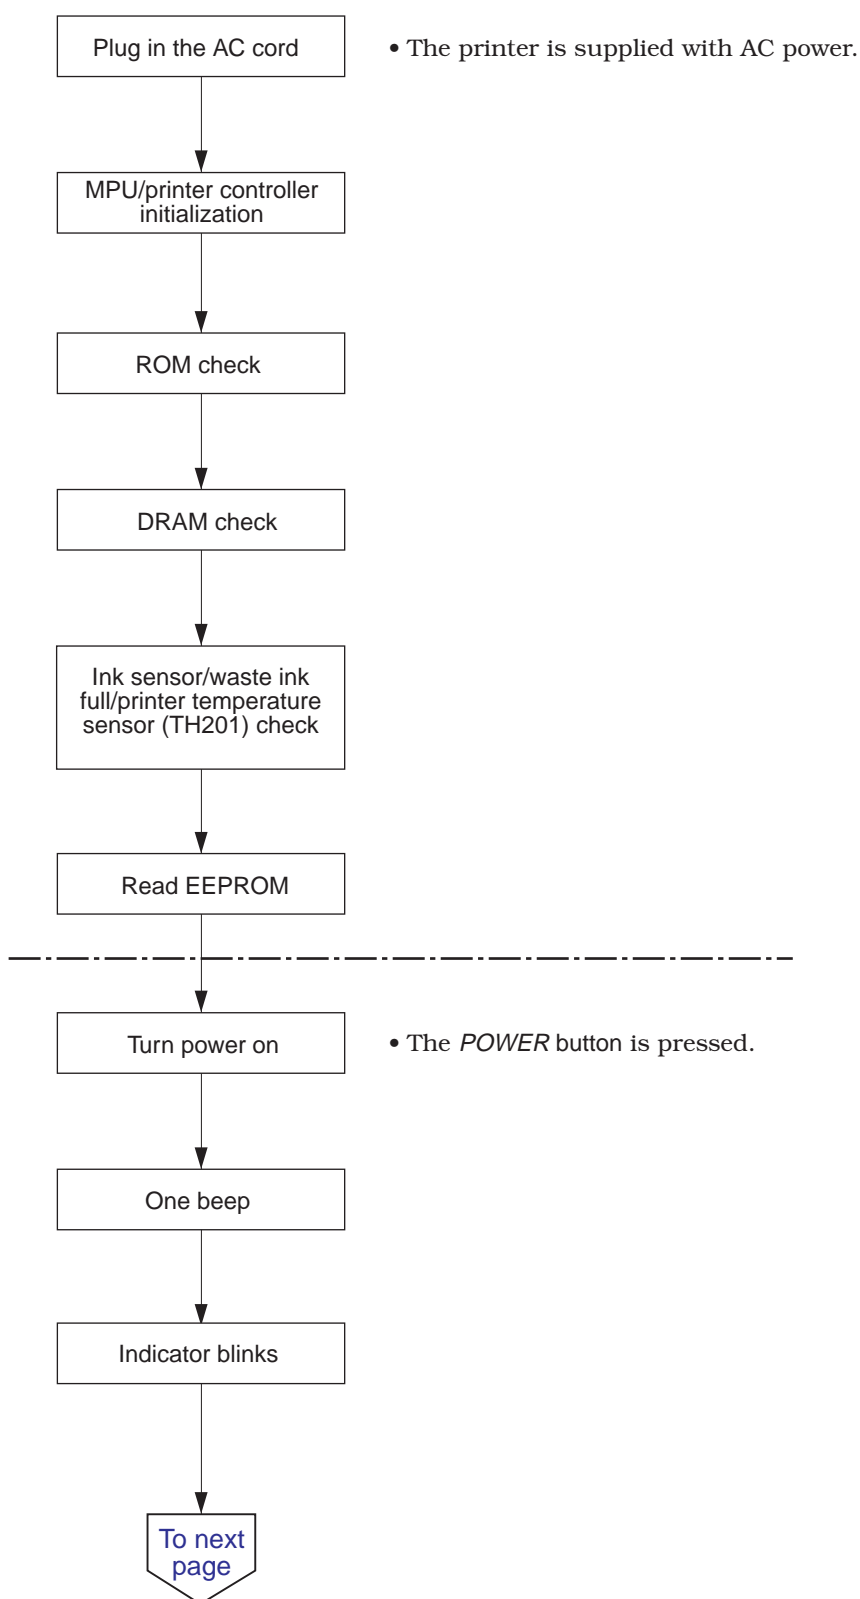 Plug in the AC cord
• The printer is supplied with AC power.
MPU/printer controller
initialization
ROM check
DRAM check
Ink sensor/waste ink
full/printer temperature
sensor (TH201) check
Read EEPROM
Turn power on
• The POWER button is pressed.
One beep
Indicator blinks
To next
page